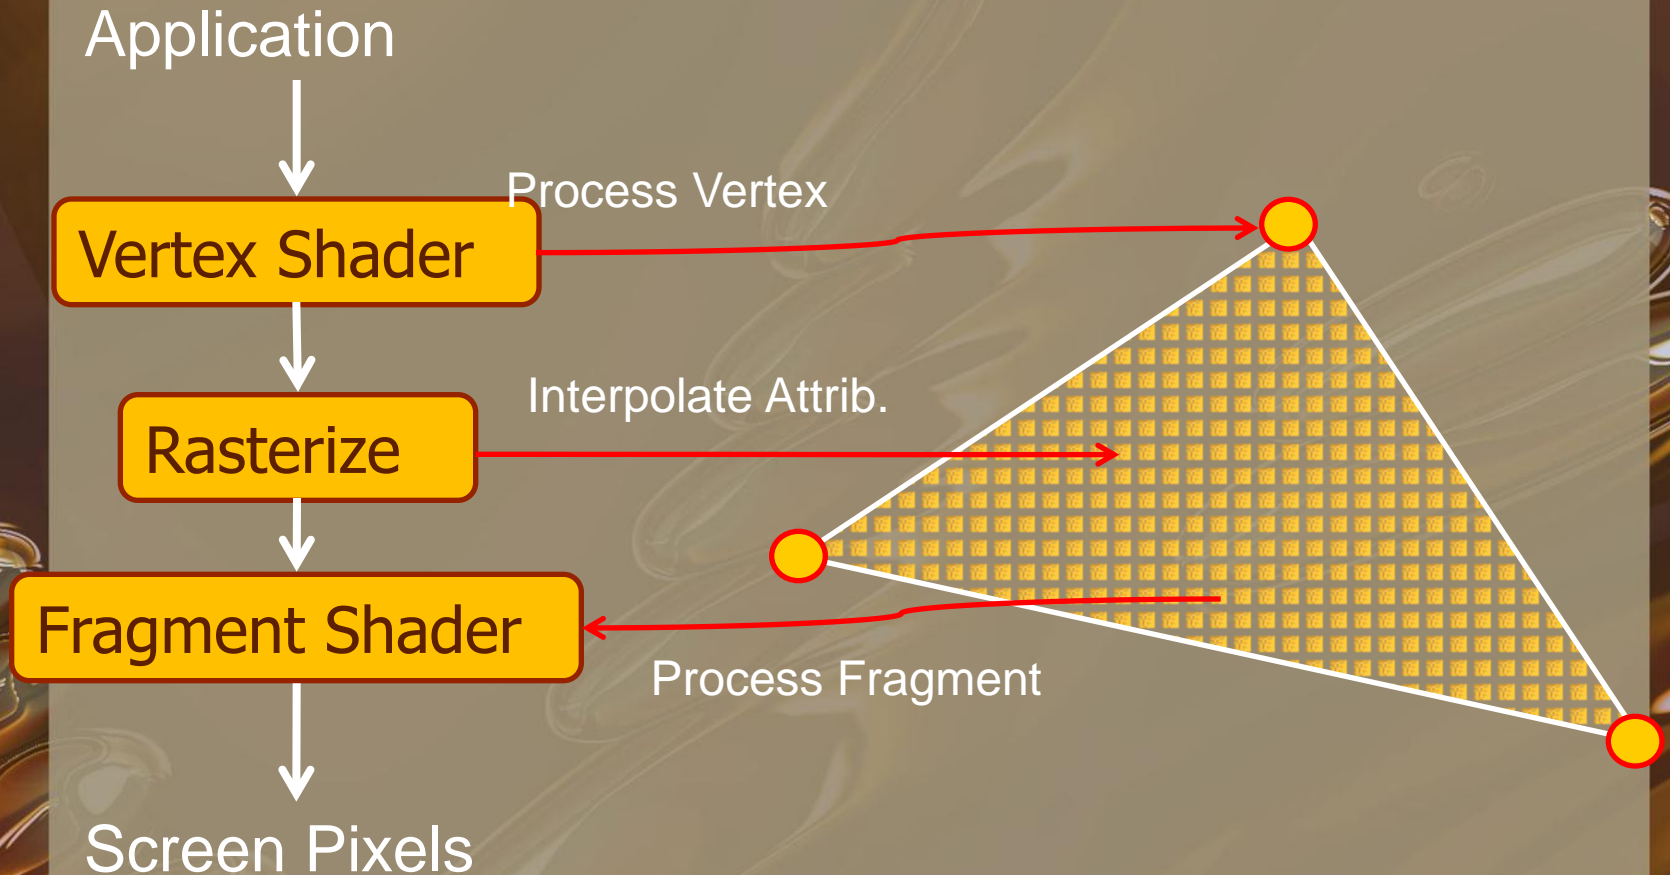 Application
Process Vertex
Vertex Shader
Interpolate Attrib.
Rasterize
Fragment Shader
Process Fragment
Screen Pixels